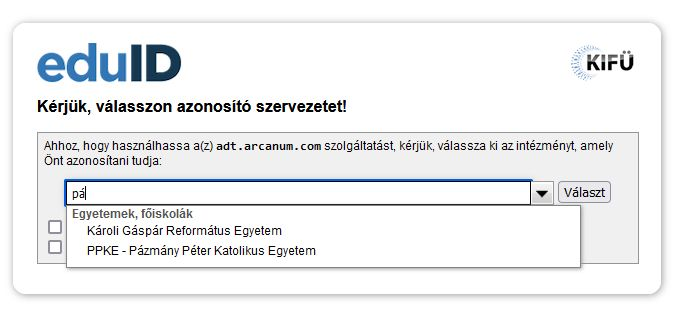 eduID
KIFÜ
Kérjük, válasszon azonosító szervezetet!
Ahhoz, hogy használhassa a(z) adt.arcanum.com szolgáltatást, kérjük, válassza ki az intézményt, amely
Önt azonosítani tudja:
pá
Választ
Egyetemek, főiskolák
Károli Gáspár Református Egyetem
PPKE - Pázmány Péter Katolikus Egyetem